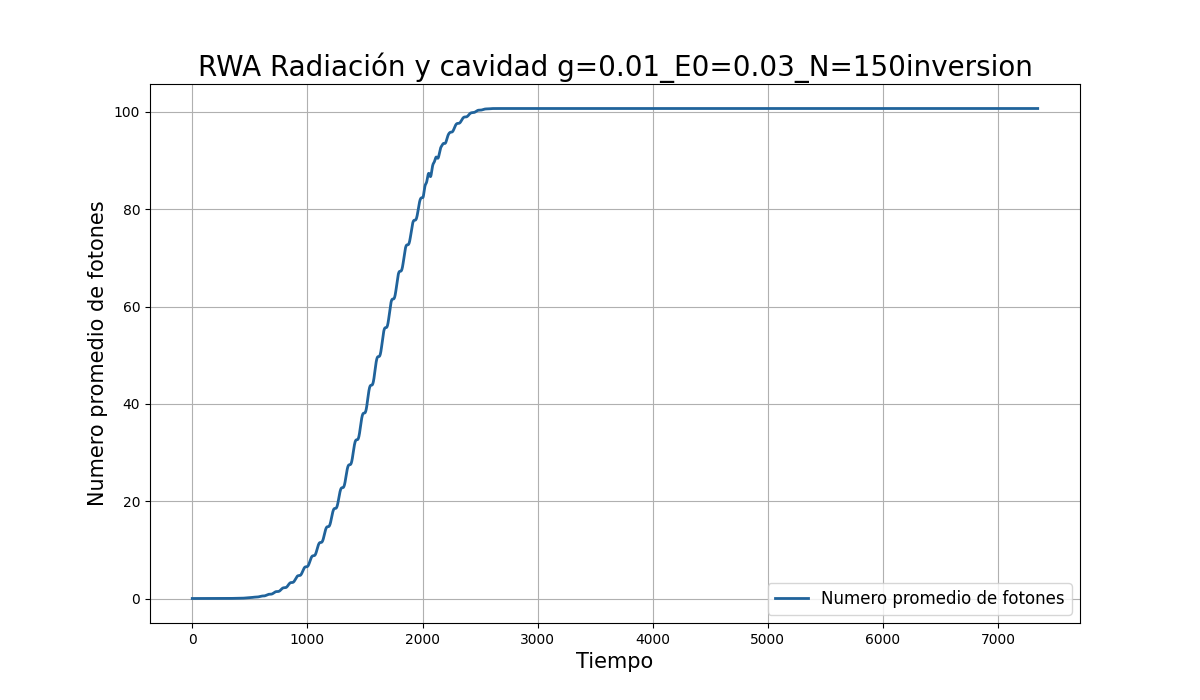 RWA Radiación y cavidad g=0.01_E0=0.03_N=150inversion
Numero promedio de fotones
100
80
60
40
20
0
Numero promedio de fotones
0 1000 2000 3000 4000 5000 6000 7000
Tiempo